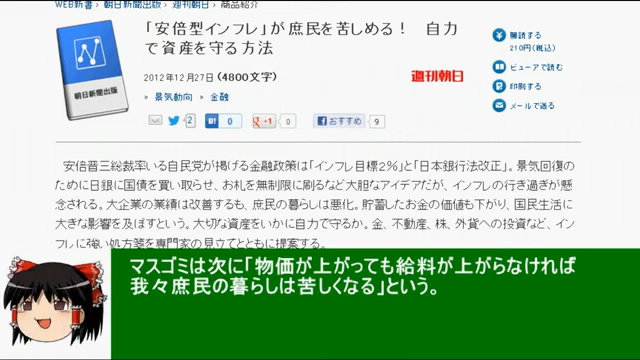 WEB新書 › 朝日新聞出版 › 週刊朝日 › 商品紹介
「安倍型インフレ」が庶民を苦しめる！　自力
で資産を守る方法
2012年12月27日 (4800文字)
» 景気動向 » 金融
週刊朝日
購読する
210円(税込)
ビューアで読む
印刷する
メールで送る
朝日新聞出版
2
B! 0
+1 0
おすすめ 9
安倍晋三総裁率いる自民党が掲げる金融政策は「インフレ目標2％」と「日本銀行法改正」。景気回復の
ために日銀に国債を買い取らせ、お札を無制限に刷るなど大胆なアイデアだが、インフレの行き過ぎが懸
念される。大企業の業績は改善するも、庶民の暮らしは悪化。貯蓄したお金の価値も下がり、国民生活に
大きな影響を及ぼすという。大切な資産をいかに自力で守るか。金、不動産、株、外貨への投資など、イン
フレに強い処方箋を専門家の見立てとともに提案する。
マスゴミは次に「物価が上がっても給料が上がらなければ
我々庶民の暮らしは苦しくなる」という。